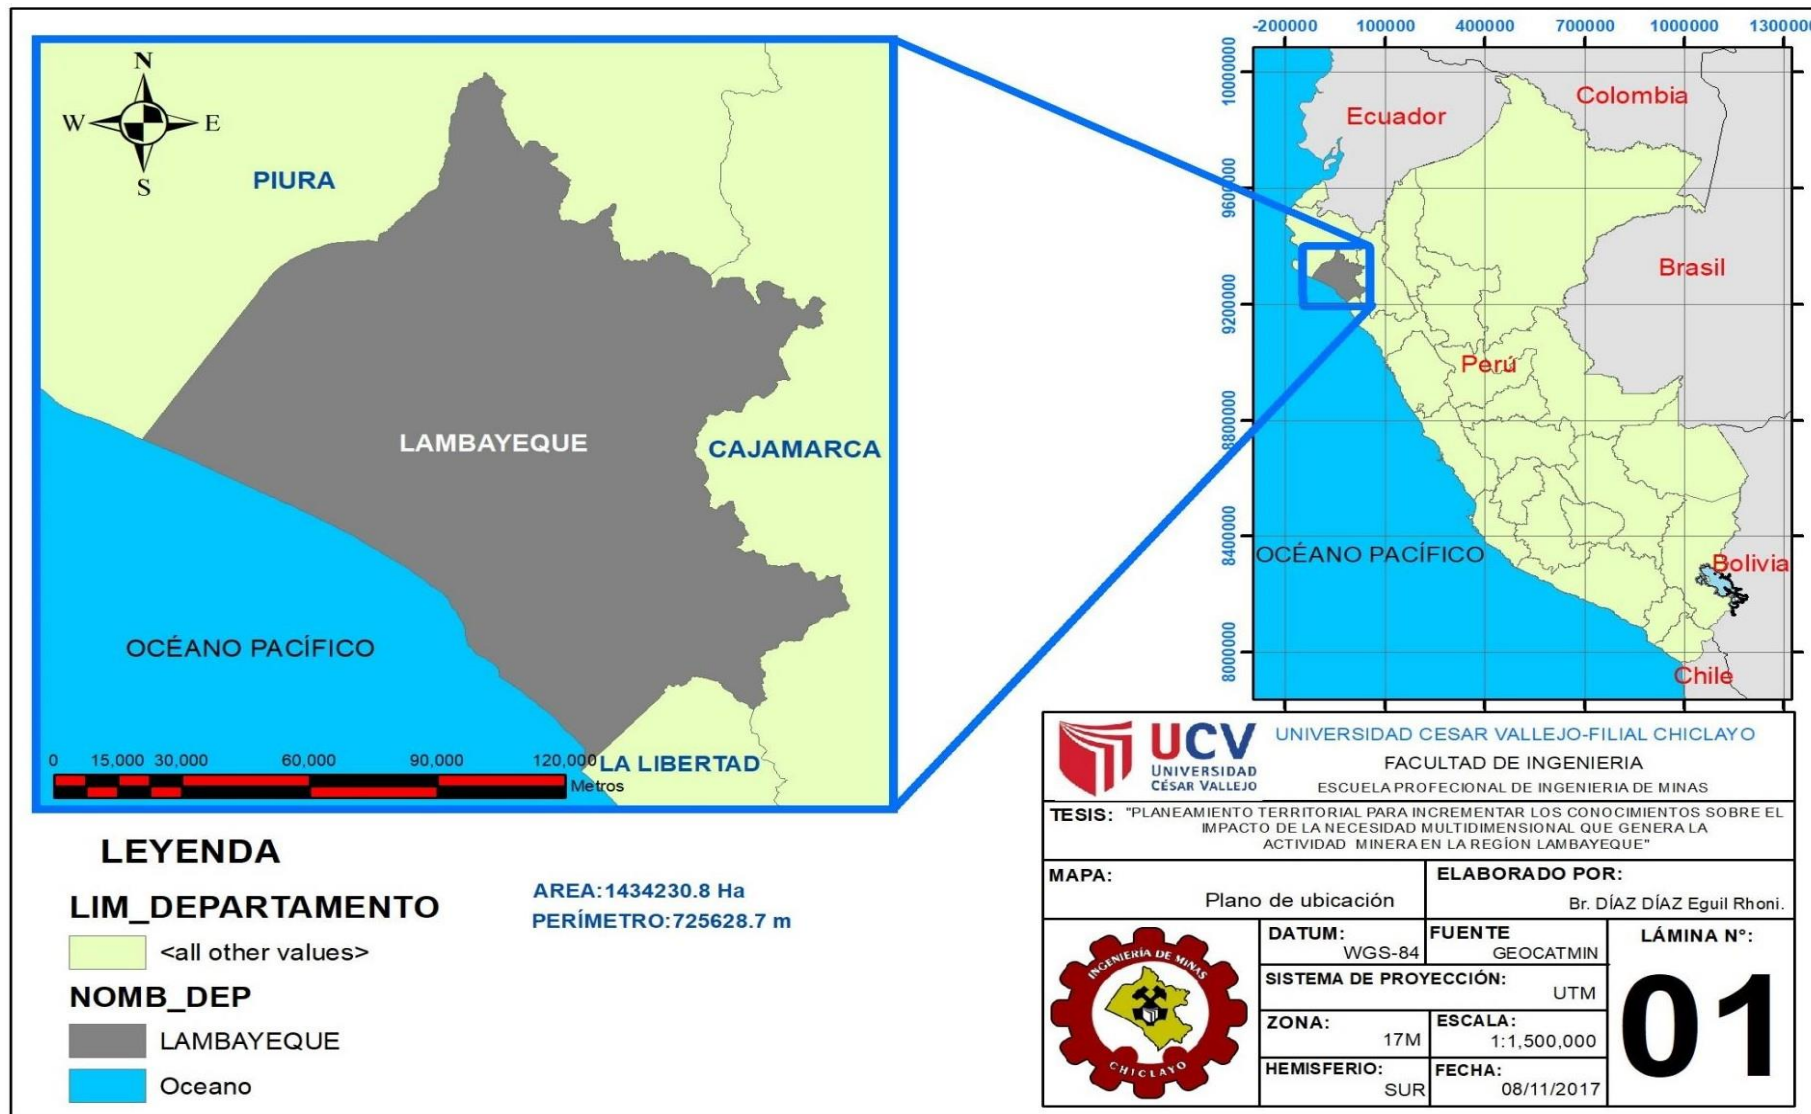 N
W E
S
PIURA
LAMBAYEQUE
CAJAMARCA
OCÉANO PACÍFICO
LA LIBERTAD
0 15,000 30,000 60,000 90,000 120,000
Metros
-200000 100000 400000 700000 1000000 1300000
10000000
9600000
9200000
8800000
8400000
8000000
Ecuador
Colombia
Brasil
Perú
OCÉANO PACÍFICO
Bolivia
Chile
LEYENDA
LIM_DEPARTAMENTO
<all other values>
NOMB_DEP
LAMBAYEQUE
Oceano
AREA:1434230.8 Ha
PERÍMETRO:725628.7 m
UCV
UNIVERSIDAD
CÉSAR VALLEJO
UNIVERSIDAD CESAR VALLEJO-FILIAL CHICLAYO
FACULTAD DE INGENIERIA
ESCUELA PROFECIONAL DE INGENIERIA DE MINAS
TESIS: "PLANEAMIENTO TERRITORIAL PARA INCREMENTAR LOS CONOCIMIENTOS SOBRE EL
IMPACTO DE LA NECESIDAD MULTIDIMENSIONAL QUE GENERA LA
ACTIVIDAD MINERA EN LA REGÍON LAMBAYEQUE"
MAPA:
Plano de ubicación
ELABORADO POR:
Br. DÍAZ DÍAZ Eguil Rhoni.
INGENIERÍA DE MINAS
CHICLAYO
DATUM:
WGS-84
FUENTE
GEOCATMIN
SISTEMA DE PROYECCIÓN:
UTM
ZONA:
17M
ESCALA:
1:1,500,000
HEMISFERIO:
SUR
FECHA:
08/11/2017
LÁMINA N°:
01